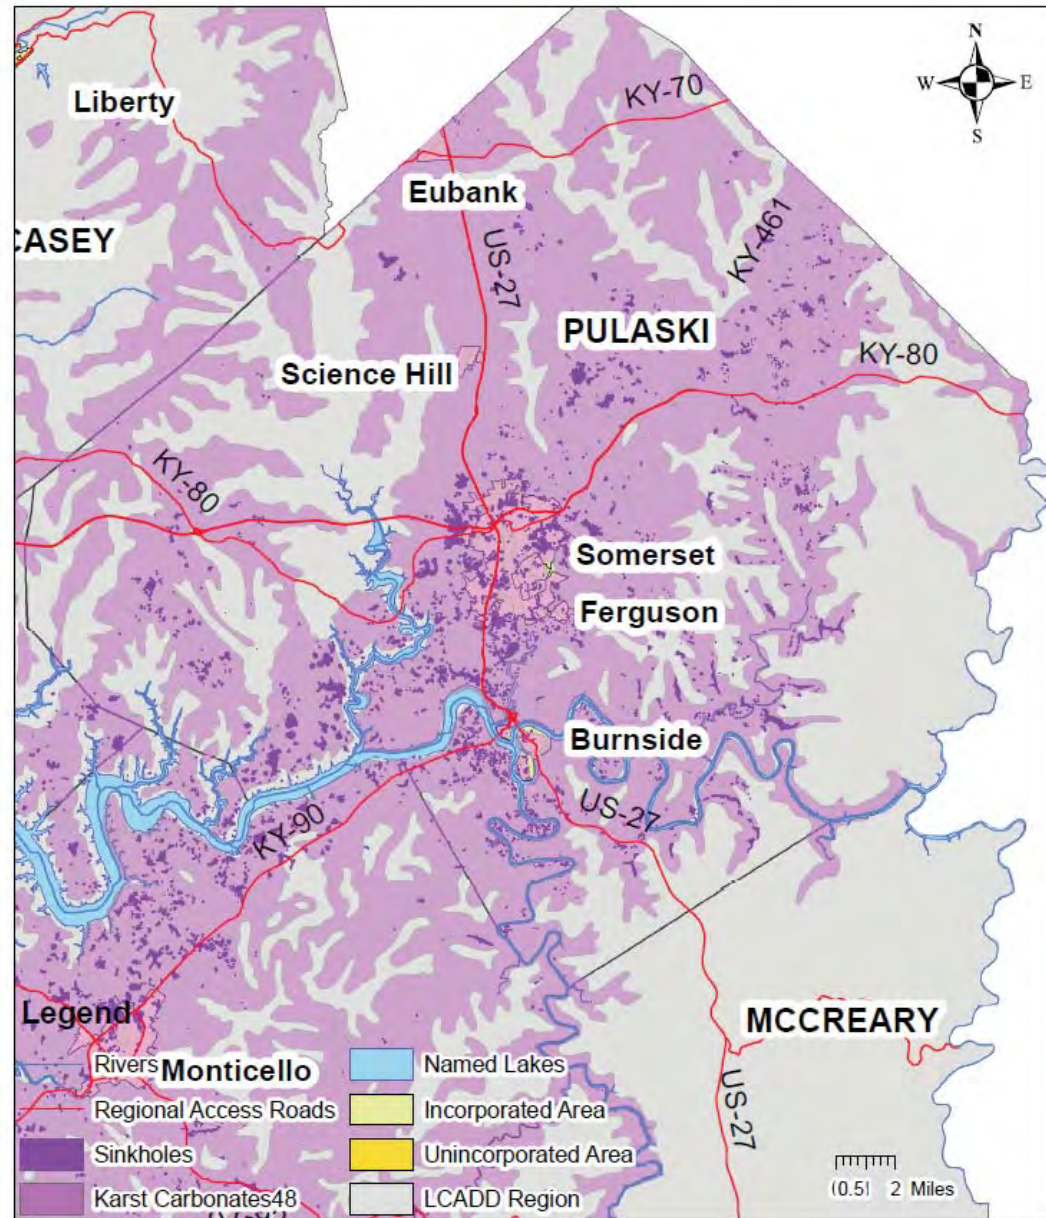 N
W E
S
Liberty
KY-70
Eubank
CASEY
US-27
KY-461
PULASKI
KY-80
Science Hill
KY-80
Somerset
Ferguson
Burnside
US-27
KY-90
MCCREARY
US-27
Legend
Monticello
Rivers
Regional Access Roads
Sinkholes
Karst Carbonates48
Named Lakes
Incorporated Area
Unincorporated Area
LCADD Region
(0.5) 2 Miles